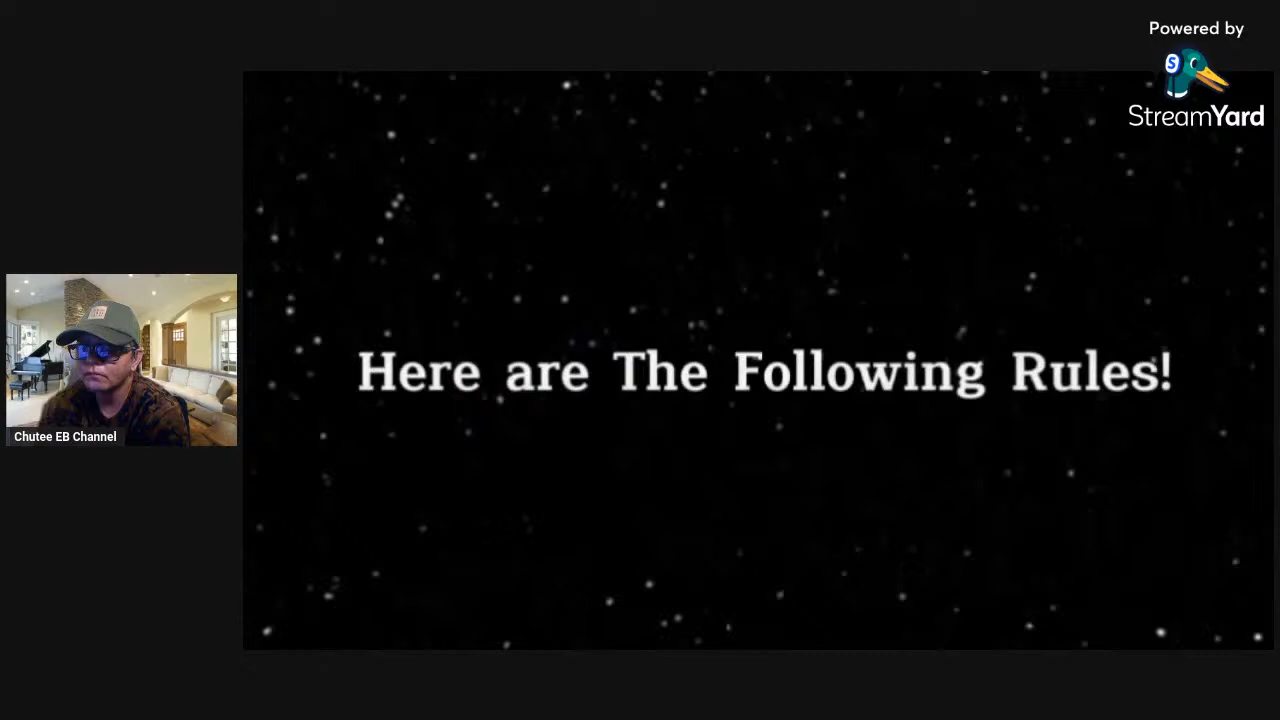 Powered by
S
StreamYard
Here are The Following Rules!
Chutee EB Channel